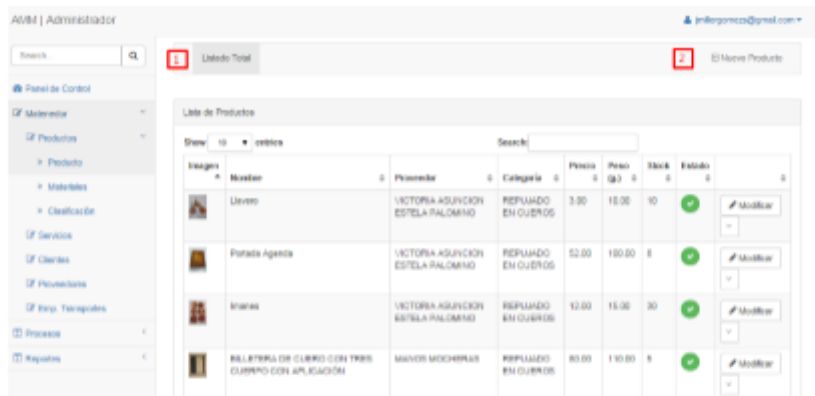 AMM | Administrador
jmillergomezs@gmail.com
Search...
1
Listado Total
2
Nuevo Producto
Panel de Control
Matenedor
Productos
Producto
Materiales
Clasificación
Servicios
Clientes
Proveedores
Emp. Transportes
Procesos
Reportes
Lista de Productos
Show 10 entries
Search:
Imagen Nombre Proveedor Categoría Precio Peso (g.) Stock Estado
Llavero VICTORIA ASUNCION REPUJADO 3.00 10.00 10 Modificar
ESTELA PALOMINO EN CUEROS
Portada Agenda VICTORIA ASUNCION REPUJADO 52.00 100.00 Modificar
ESTELA PALOMINO EN CUEROS
Imanes VICTORIA ASUNCION REPUJADO 12.00 15.00 30 Modificar
ESTELA PALOMINO EN CUEROS
BILLETERA DE CUERO CON TRES MANOS MOCHERAS REPUJADO 80.00 110.00 Modificar
CUERPO CON APLICACIÓN EN CUEROS